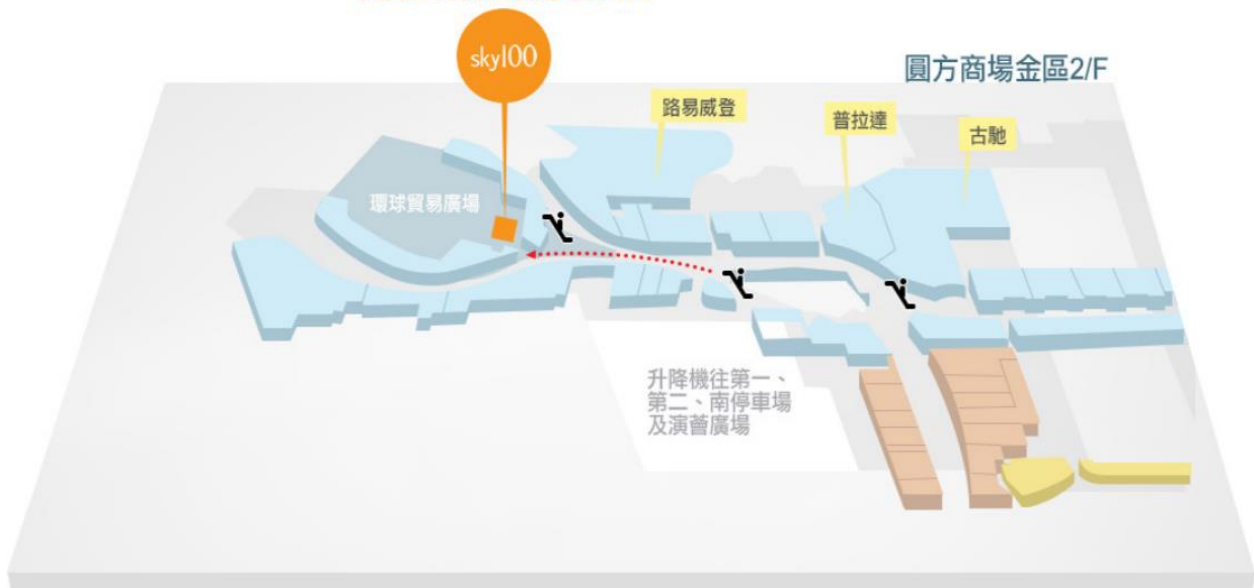 sky100
圓方商場金區2/F
路易威登
普拉達
古馳
環球貿易廣場
升降機往第一、
第二、南停車場
及演薈廣場